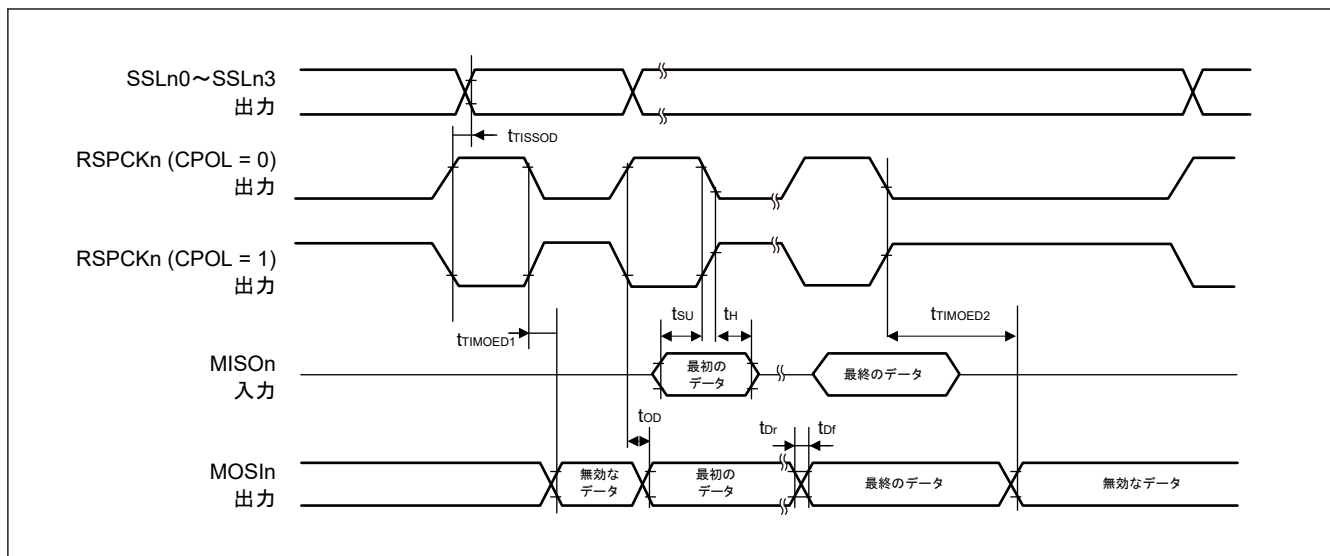 SSLn0～SSLn3
出力
tTISSOD
RSPCKn (CPOL = 0)
出力
RSPCKn (CPOL = 1)
出力
tTIMOED1
tSU
tH
tTIMOED2
MISOn
入力
最初の
データ
最終のデータ
tOD
tDr
tDf
MOSIn
出力
無効な
データ
最初の
データ
最終のデータ
無効なデータ